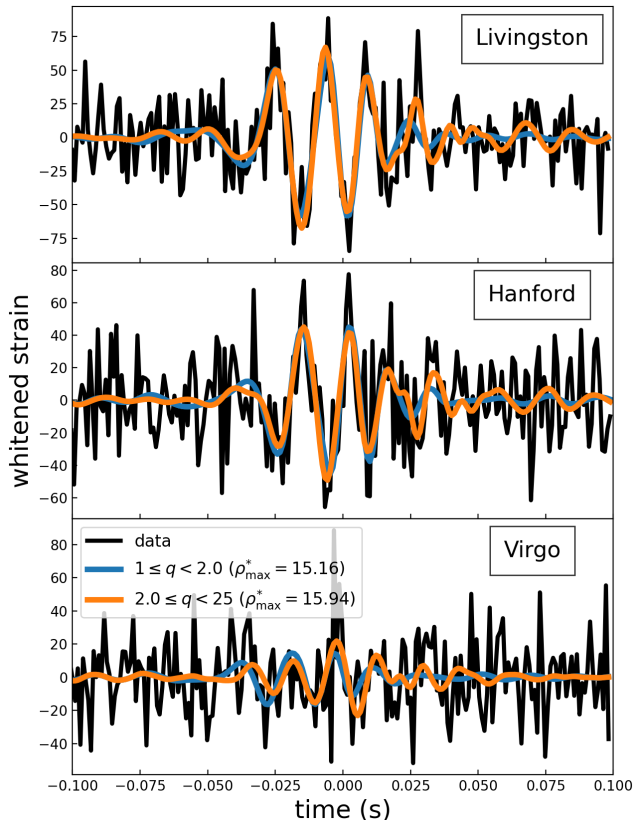 Livingston
75
50
25
0
−25
−50
−75
Hanford
80
60
40
20
0
−20
−40
−60
whitened strain
Virgo
data
1 ≤ q < 2.0 (ρ*max = 15.16)
2.0 ≤ q < 25 (ρ*max = 15.94)
80
60
40
20
0
−20
−40
−0.100 −0.075 −0.050 −0.025 0.000 0.025 0.050 0.075 0.100
time (s)